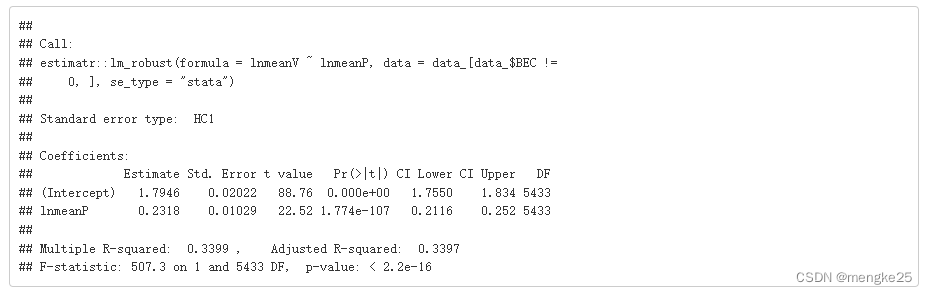 ##
## Call:
## estimatr::lm_robust(formula = lnmeanV ~ lnmeanP, data = data_[data_$BEC !=
##     0, ], se_type = "stata")
##
## Standard error type:  HC1
##
## Coefficients:
##             Estimate Std. Error t value   Pr(>|t|) CI Lower CI Upper   DF
## (Intercept)   1.7946    0.02022   88.76  0.000e+00   1.7550    1.834 5433
## lnmeanP       0.2318    0.01029   22.52 1.774e-107   0.2116    0.252 5433
##
## Multiple R-squared:  0.3399 ,    Adjusted R-squared:  0.3397
## F-statistic: 507.3 on 1 and 5433 DF,  p-value: < 2.2e-16
CSDN @mengke25